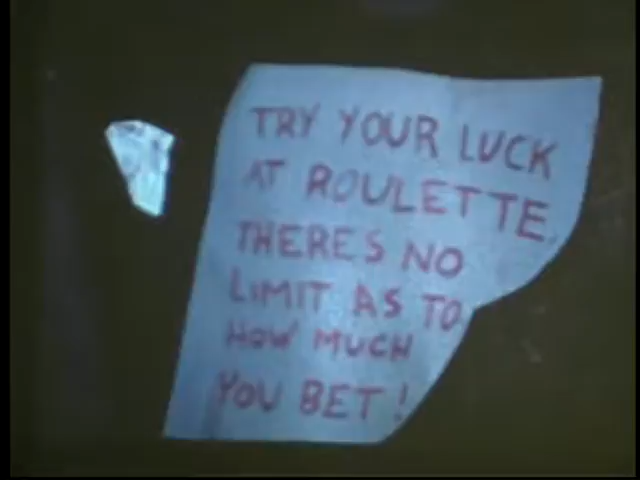 TRY YOUR LUCK
AT ROULETTE.
THERES NO
LIMIT AS TO
HOW MUCH
YOU BET!